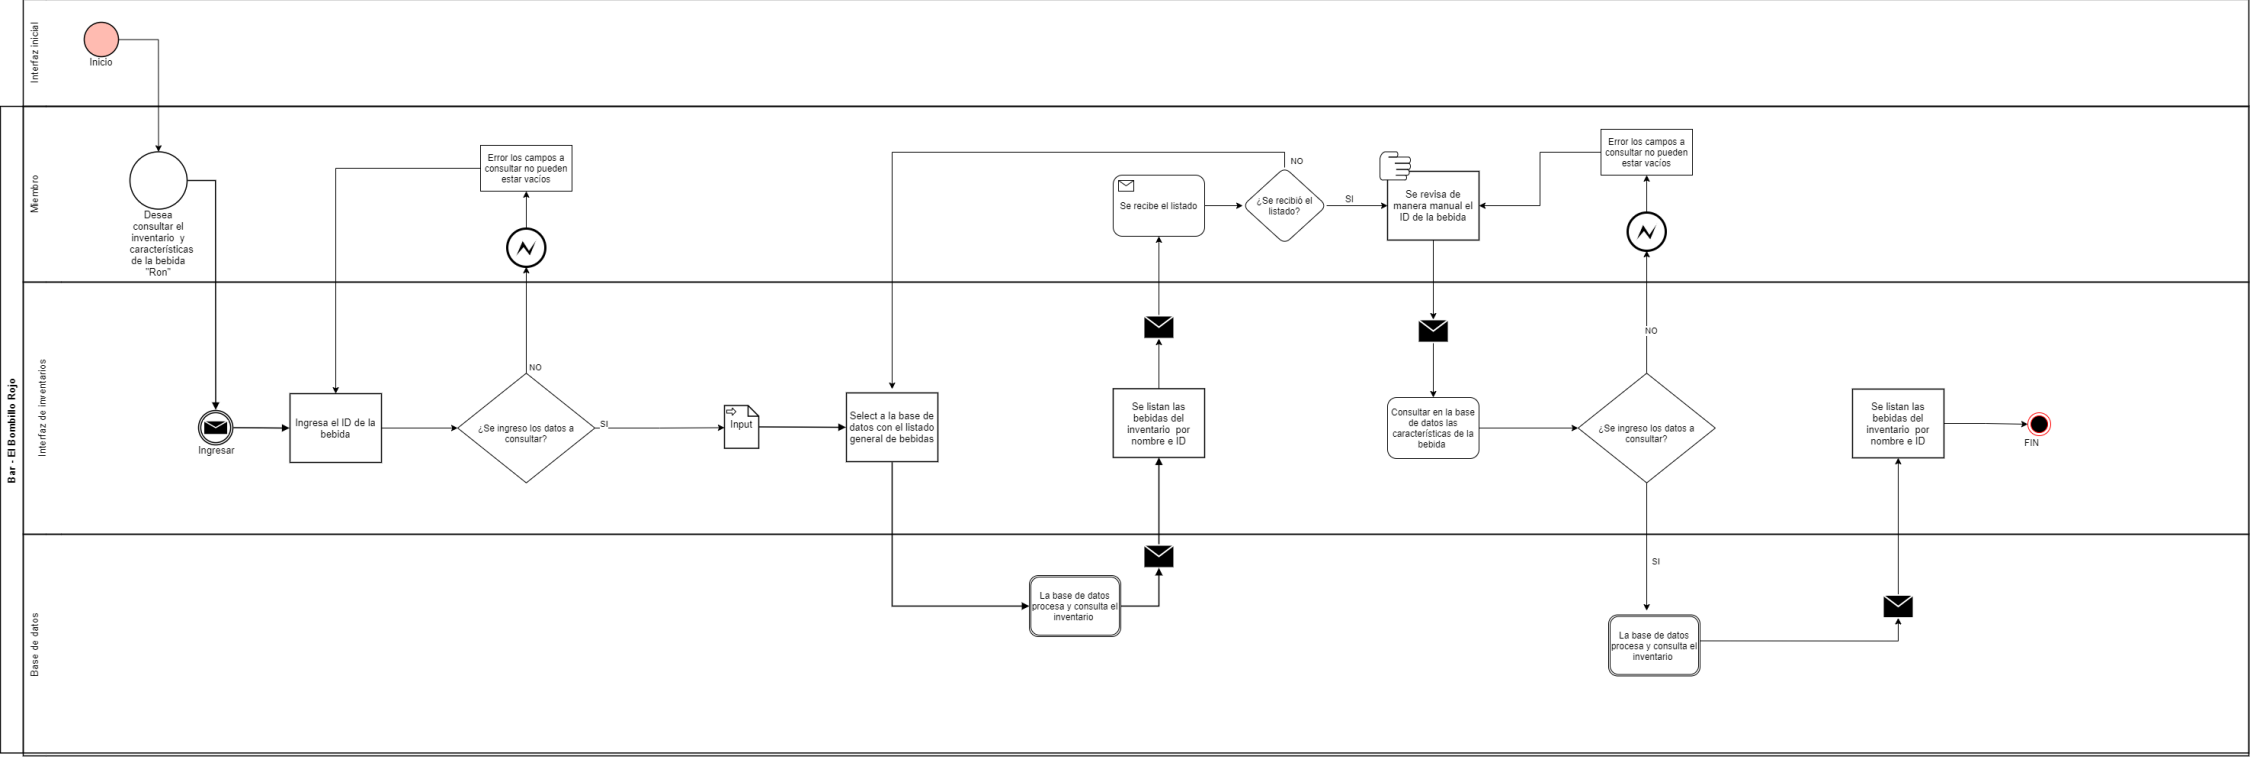 Bar - El Bombillo Rojo
Interfaz inicial
Inicio
Miembro
Desea
consultar el
inventario y
características
de la bebida
"Ron"
Error los campos a
consultar no pueden
estar vacíos
Se recibe el listado
¿Se recibió el
listado?
NO
SI
Se revisa de
manera manual el
ID de la bebida
Error los campos a
consultar no pueden
estar vacíos
Interfaz de inventarios
Ingresar
Ingresa el ID de la
bebida
NO
¿Se ingreso los datos a
consultar?
SI
Input
Select a la base de
datos con el listado
general de bebidas
Se listan las
bebidas del
inventario por
nombre e ID
Consultar en la base
de datos las
características de la
bebida
NO
¿Se ingreso los datos a
consultar?
Se listan las
bebidas del
inventario por
nombre e ID
FIN
Base de datos
La base de datos
procesa y consulta el
inventario
SI
La base de datos
procesa y consulta el
inventario